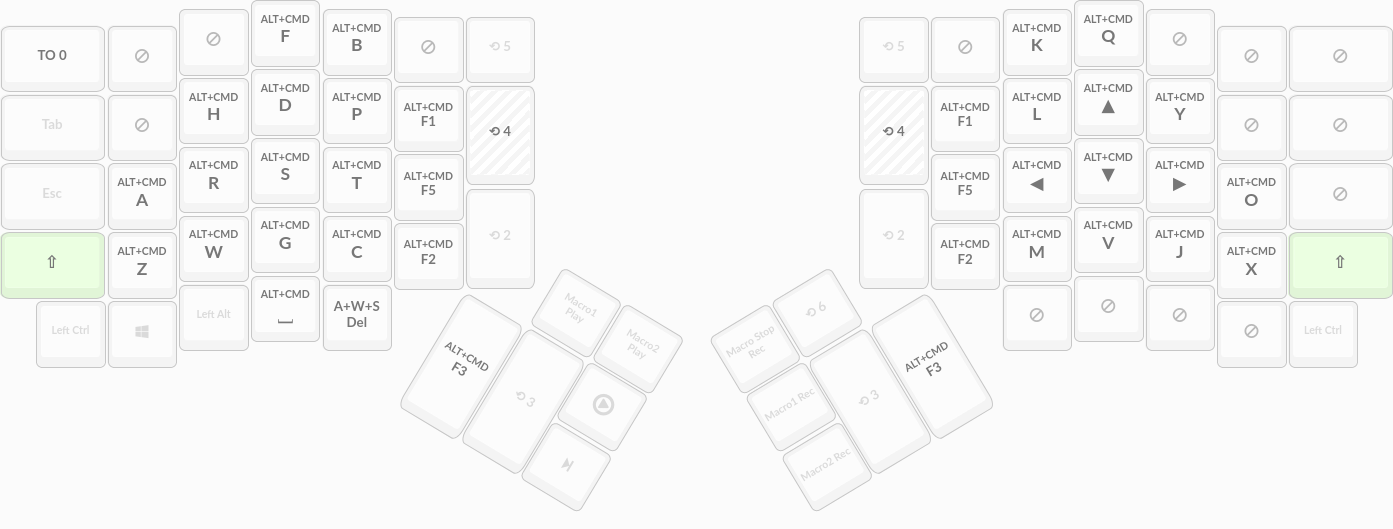 TO 0
ALT+CMD
F
ALT+CMD
B
⟲ 5
Tab
ALT+CMD
H
ALT+CMD
D
ALT+CMD
P
ALT+CMD
F1
⟲ 4
Esc
ALT+CMD
A
ALT+CMD
R
ALT+CMD
S
ALT+CMD
T
ALT+CMD
F5
⇧
ALT+CMD
Z
ALT+CMD
W
ALT+CMD
G
ALT+CMD
C
ALT+CMD
F2
⟲ 2
Left Ctrl
Left Alt
ALT+CMD
A+W+S
Del
ALT+CMD
F3
⟲ 3
Macro1
Play
Macro2
Play
⟲ 5
ALT+CMD
K
ALT+CMD
Q
⟲ 4
ALT+CMD
F1
ALT+CMD
L
ALT+CMD
▲
ALT+CMD
Y
ALT+CMD
F5
ALT+CMD
◀
ALT+CMD
▼
ALT+CMD
▶
ALT+CMD
O
⟲ 2
ALT+CMD
F2
ALT+CMD
M
ALT+CMD
V
ALT+CMD
J
ALT+CMD
X
⇧
Left Ctrl
Macro Stop
Rec
⟲ 6
Macro1 Rec
Macro2 Rec
⟲ 3
ALT+CMD
F3